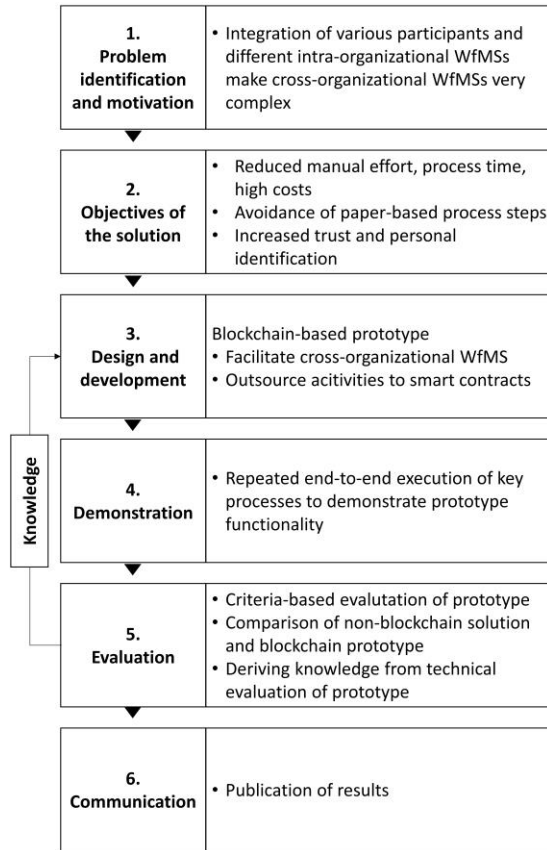 1.
Problem
identification
and motivation
• Integration of various participants and
different intra-organizational WfMSs
make cross-organizational WfMSs very
complex
2.
Objectives of
the solution
• Reduced manual effort, process time,
high costs
• Avoidance of paper-based process steps
• Increased trust and personal
identification
3.
Design and
development
Blockchain-based prototype
• Facilitate cross-organizational WfMS
• Outsource acitivities to smart contracts
Knowledge
4.
Demonstration
• Repeated end-to-end execution of key
processes to demonstrate prototype
functionality
5.
Evaluation
• Criteria-based evalutation of prototype
• Comparison of non-blockchain solution
and blockchain prototype
• Deriving knowledge from technical
evaluation of prototype
6.
Communication
• Publication of results